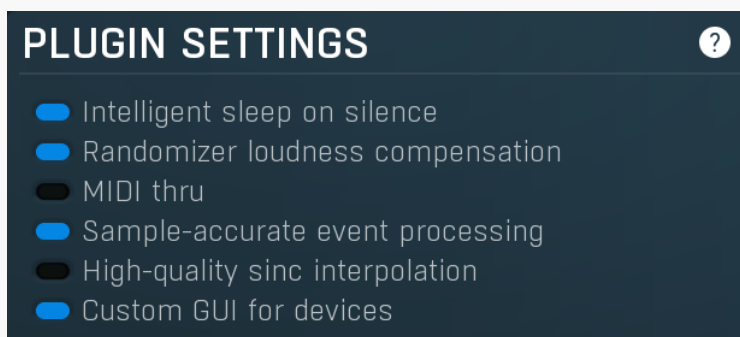 PLUGIN SETTINGS ?
Intelligent sleep on silence
Randomizer loudness compensation
MIDI thru
Sample-accurate event processing
High-quality sinc interpolation
Custom GUI for devices